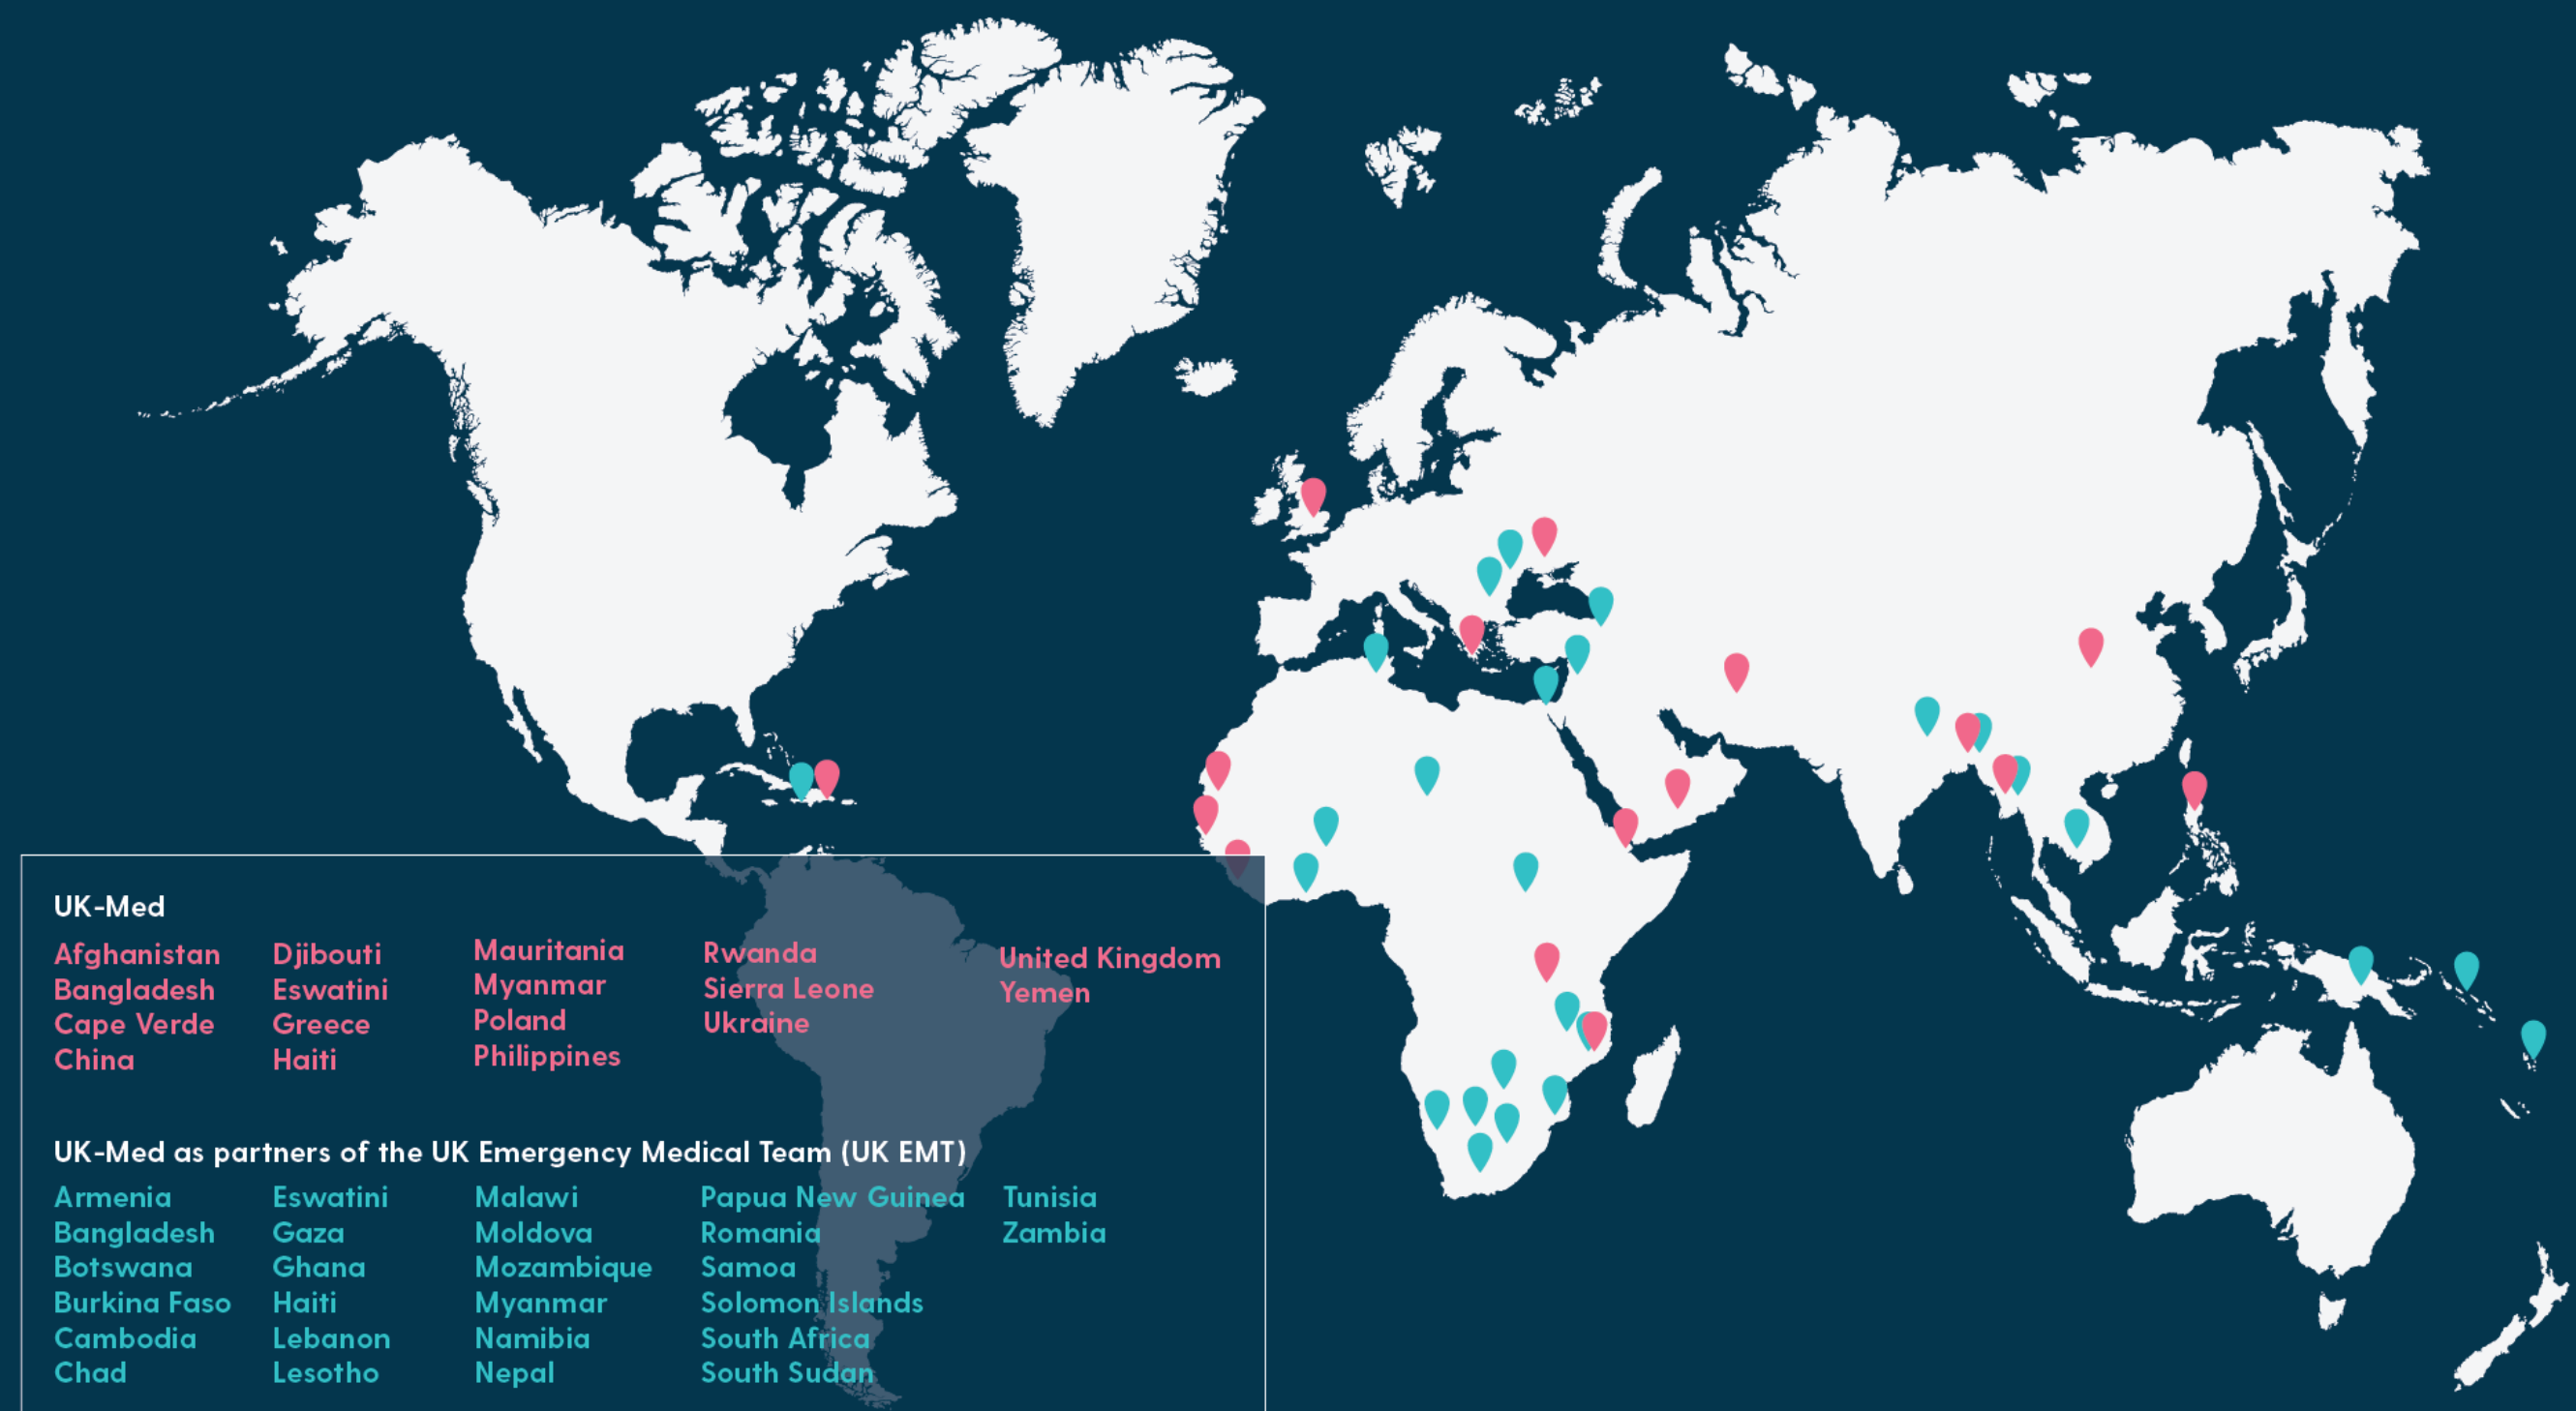 UK-Med
Afghanistan
Bangladesh
Cape Verde
China
Djibouti
Eswatini
Greece
Haiti
Mauritania
Myanmar
Poland
Philippines
Rwanda
Sierra Leone
Ukraine
United Kingdom
Yemen
UK-Med as partners of the UK Emergency Medical Team (UK EMT)
Armenia
Bangladesh
Botswana
Burkina Faso
Cambodia
Chad
Eswatini
Gaza
Ghana
Haiti
Lebanon
Lesotho
Malawi
Moldova
Mozambique
Myanmar
Namibia
Nepal
Papua New Guinea
Romania
Samoa
Solomon Islands
South Africa
South Sudan
Tunisia
Zambia